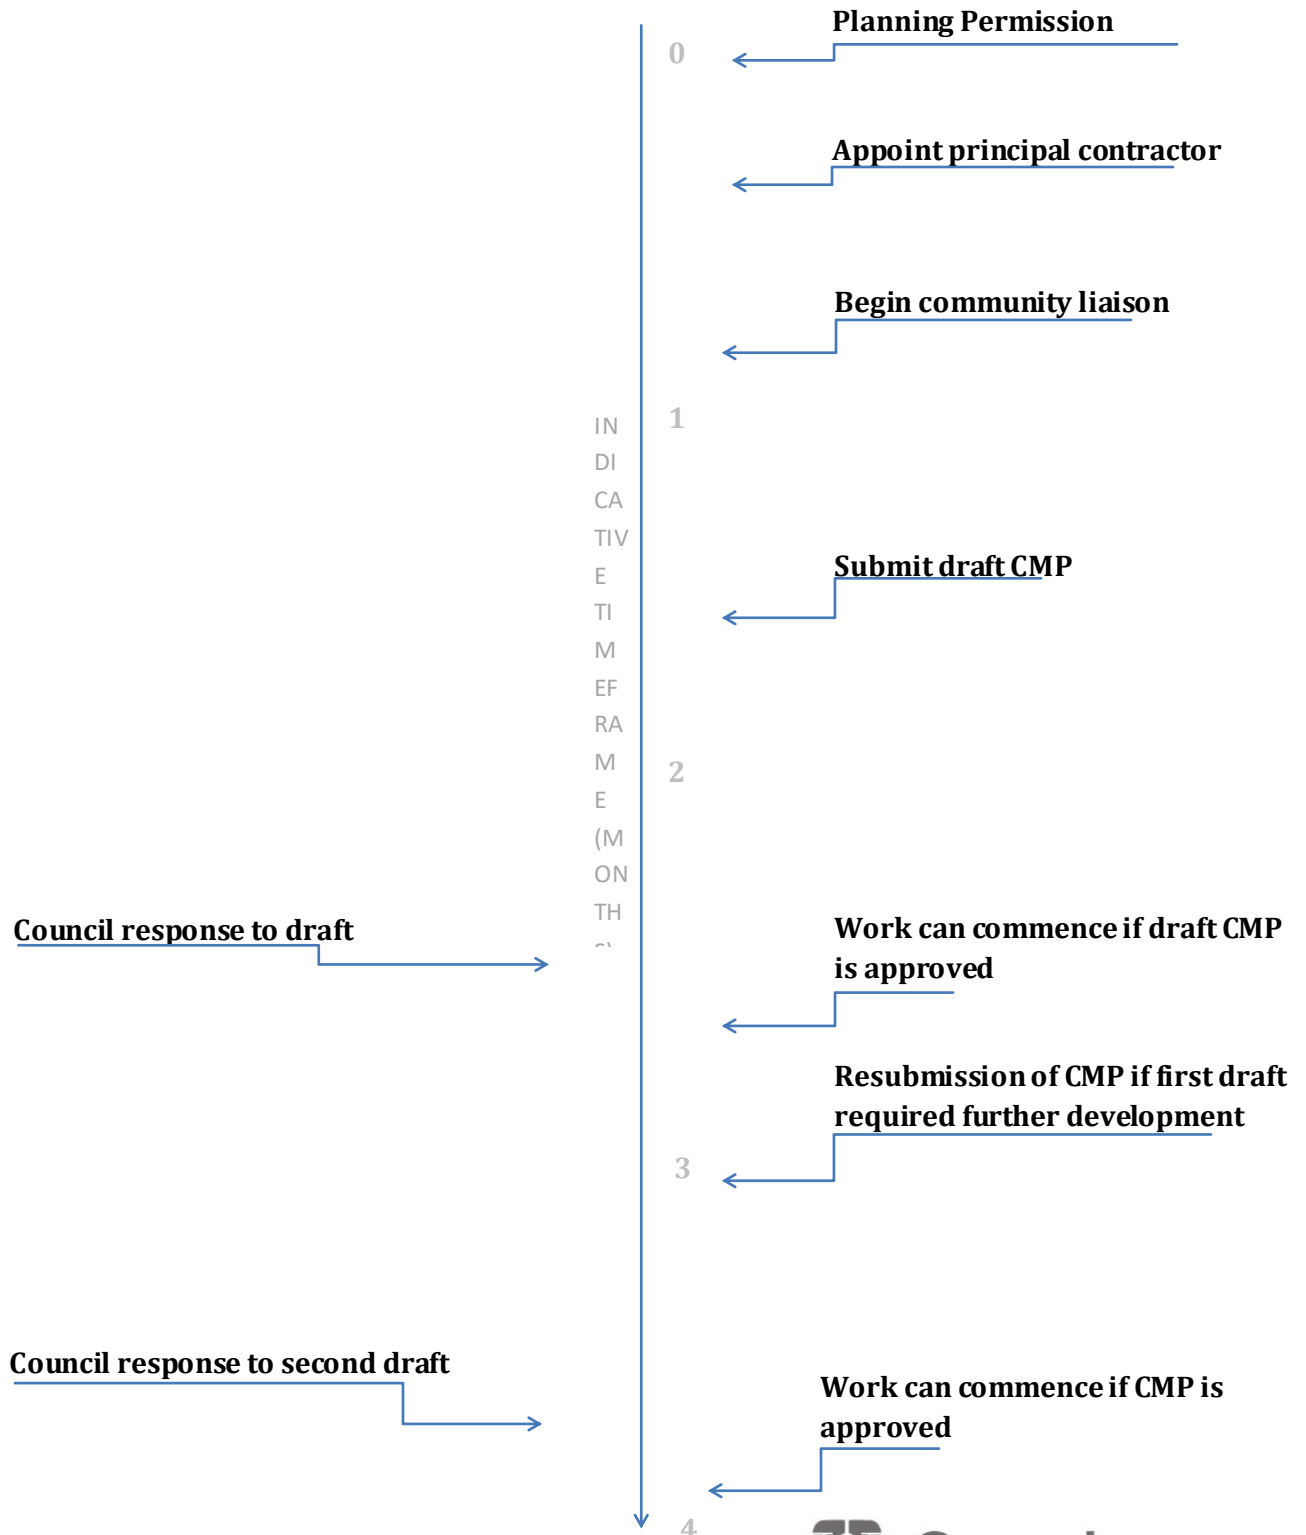 Planning Permission
0
Appoint principal contractor
Begin community liaison
1
IN
DI
CA
TIV
E
TI
M
EF
RA
M
E
(M
ON
TH
Submit draft CMP
2
Council response to draft
Work can commence if draft CMP
is approved
Resubmission of CMP if first draft
required further development
3
Council response to second draft
Work can commence if CMP is
approved
4